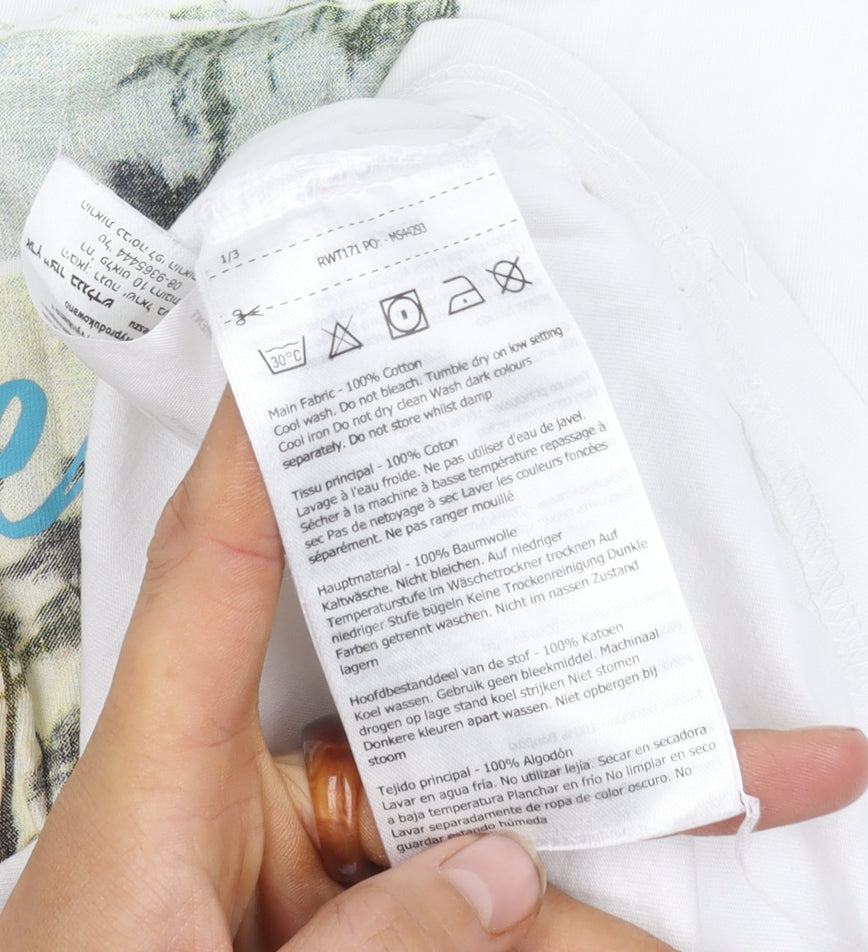 1/3
RWT171 PO: - MS44293
30°C
Main Fabric - 100% Cotton
Cool wash. Do not bleach. Tumble dry on low setting
Cool iron Do not dry clean Wash dark colours
separately. Do not store whilst damp
Tissu principal - 100% Coton
Lavage à l'eau froide. Ne pas utiliser d'eau de javel.
Sécher à la machine à basse température repassage à
sec Pas de netoyage à sec Laver les couleurs foncées
séparément. Ne pas ranger mouillé
Hauptmaterial - 100% Baumwolle
Kaltwäsche. Nicht bleichen. Auf niedriger
Temperaturstufe im Wäschetrockner trocknen Auf
niedriger Stufe bügeln Keine Trockenreinigung Dunkle
Farben getrennt waschen. Nicht im nassen Zustand
lagern
Hoofdbestanddeel van de stof - 100% Katoen
Koel wassen. Gebruik geen bleekmiddel. Machinaal
drogen op lage stand koel strijken Niet stomen
Donkere kleuren apart wassen. Niet opbergen bij
stoom
Tejido principal - 100% Algodón
Lavar en agua fría. No utilizar lejía. Secar en secadora
a baja temperatura Planchar en frío No limpiar en seco
Lavar separadamente de ropa de color oscuro. No
guardar estando húmeda
08-9365444